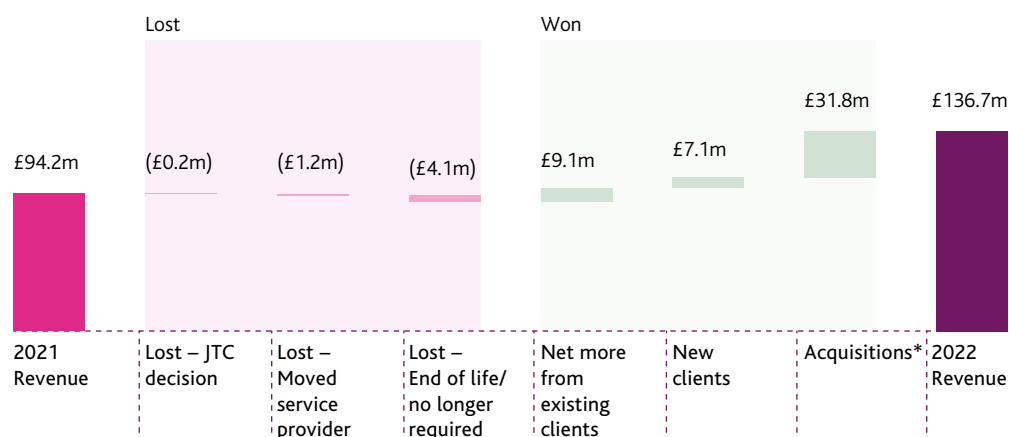 Lost
Won
£31.8m
£136.7m
£94.2m
(£0.2m)
(£1.2m)
(£4.1m)
£9.1m
£7.1m
2021
Revenue
Lost – JTC
decision
Lost –
Moved
service
provider
Lost –
End of life/
no longer
required
Net more
from
existing
clients
New
clients
Acquisitions*
2022
Revenue